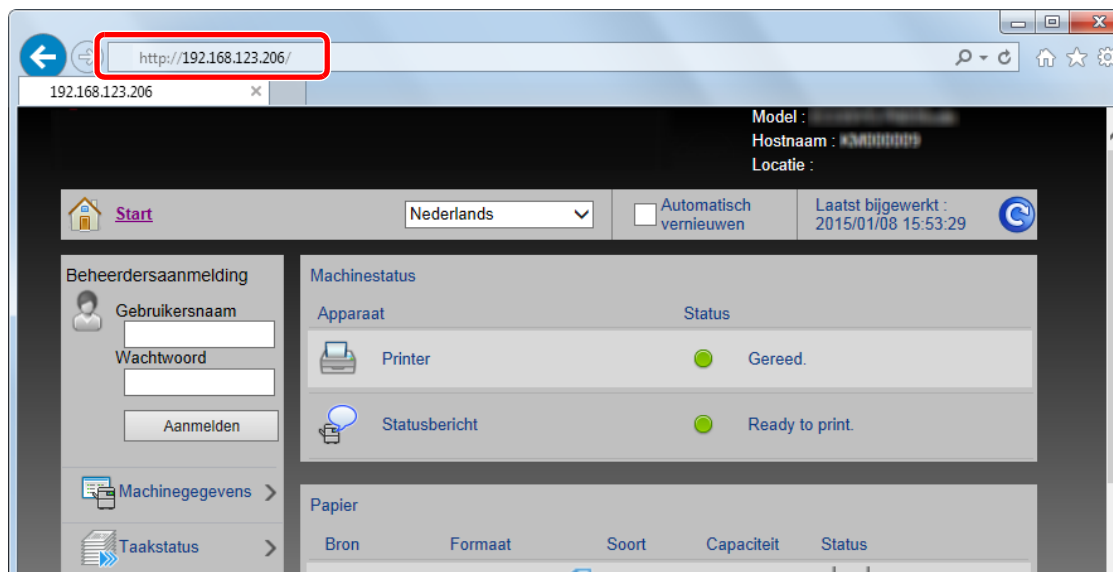 http://192.168.123.206/
192.168.123.206
Model :
Hostnaam :
Locatie :
Start
Nederlands
Automatisch
vernieuwen
Laatst bijgewerkt :
2015/01/08 15:53:29
Beheerdersaanmelding
Gebruikersnaam
Wachtwoord
Aanmelden
Machinegegevens
Taakstatus
Machinestatus
Apparaat Status
Printer Gereed.
Statusbericht Ready to print.
Papier
Bron Formaat Soort Capaciteit Status